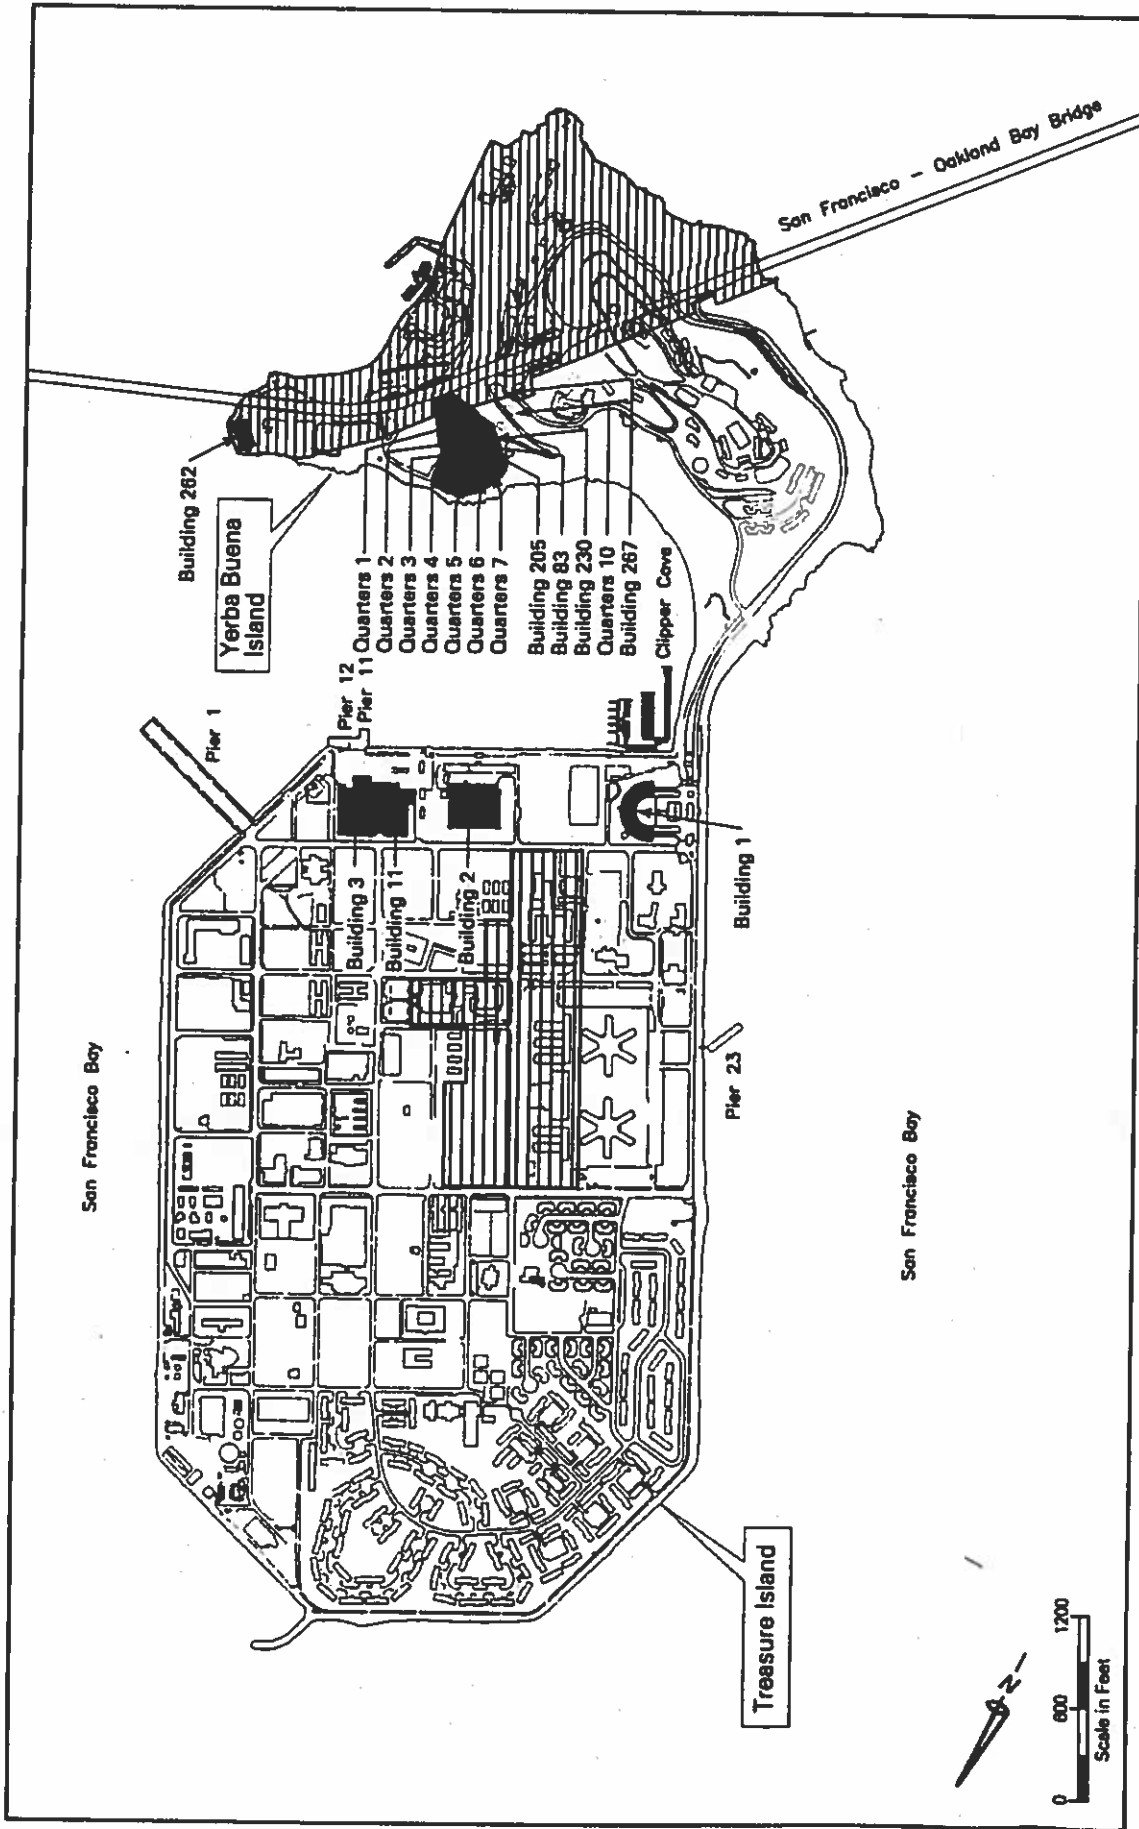 San Francisco Bay
Pier 1
Building 262
Yerba Buena
Island
Pier 12
Pier 11
Quarters 1
Quarters 2
Quarters 3
Quarters 4
Quarters 5
Quarters 6
Quarters 7
Building 205
Building 83
Building 230
Quarters 10
Building 267
Clipper Cove
San Francisco - Oakland Bay Bridge
Building 3
Building 11
Building 2
Building 1
Pier 23
San Francisco Bay
Treasure Island
N
0 600 1200
Scale in Feet